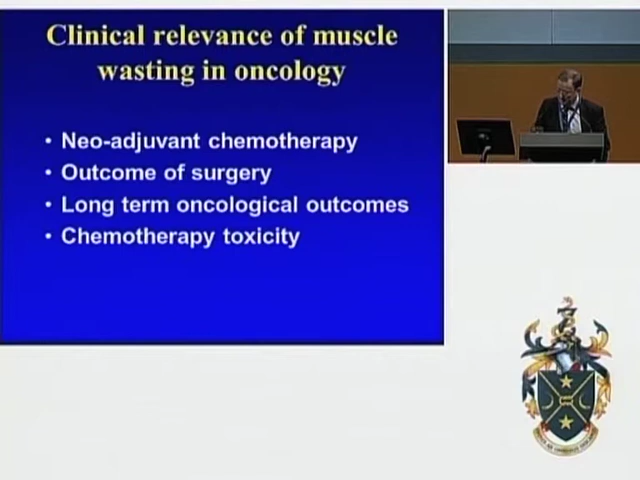 Clinical relevance of muscle
wasting in oncology
• Neo-adjuvant chemotherapy
• Outcome of surgery
• Long term oncological outcomes
• Chemotherapy toxicity